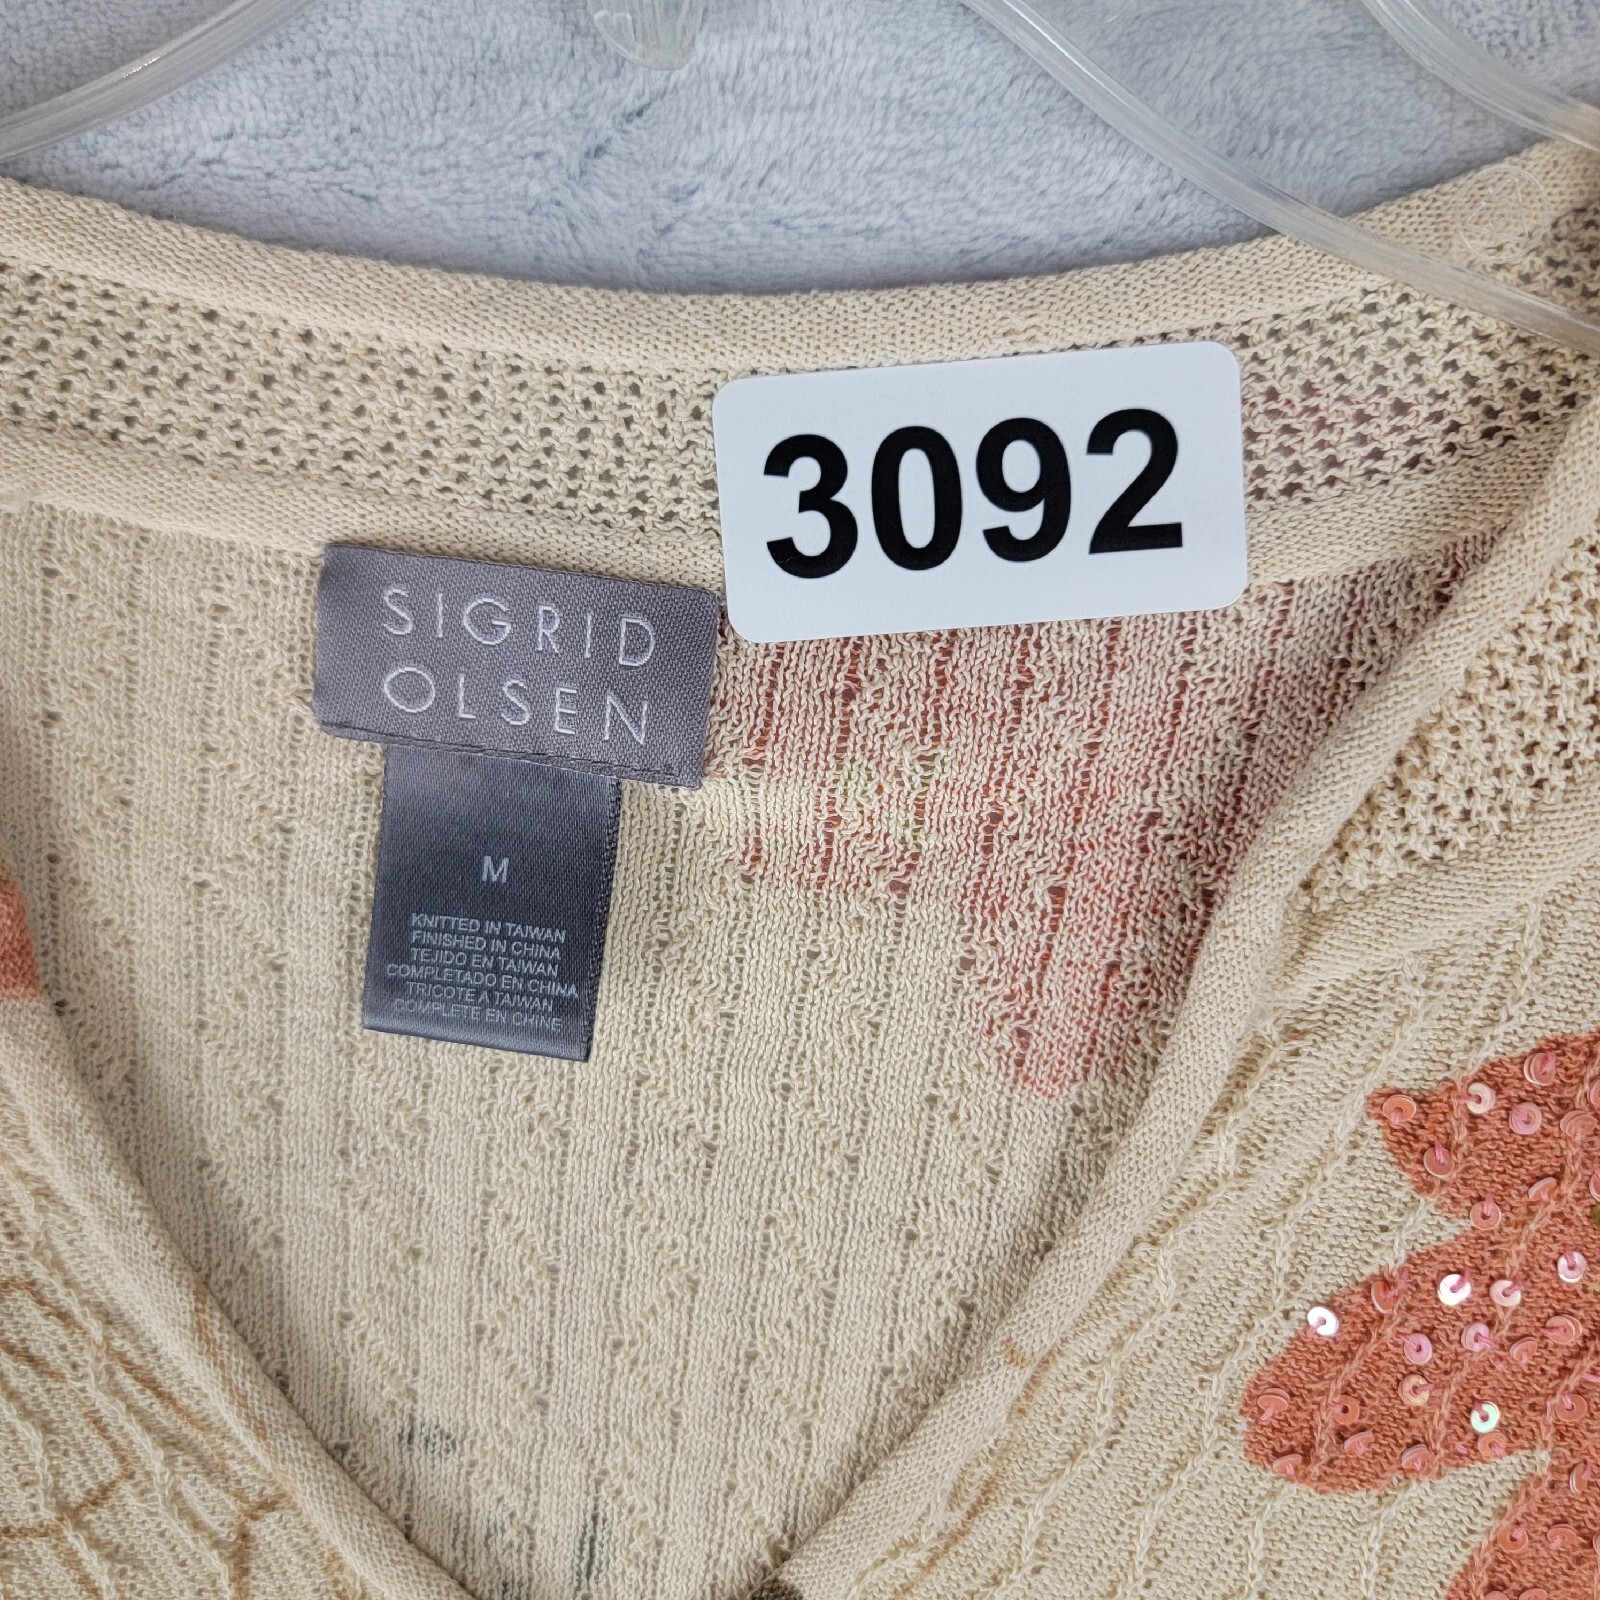 3092
SIGRID
OLSEN
M
KNITTED IN TAIWAN
FINISHED IN CHINA
TEJIDO EN TAIWAN
COMPLETADO EN CHINA
TRICOTE A TAIWAN
COMPLETE EN CHINE